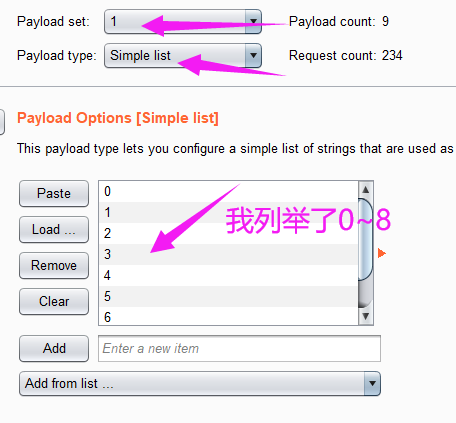 Payload set: 1 Payload count: 9
Payload type: Simple list Request count: 234
Payload Options [Simple list]
This payload type lets you configure a simple list of strings that are used as
Paste
Load ...
Remove
Clear
0
1
2
3
4
5
6
我列举了0~8
Add Enter a new item
Add from list ...